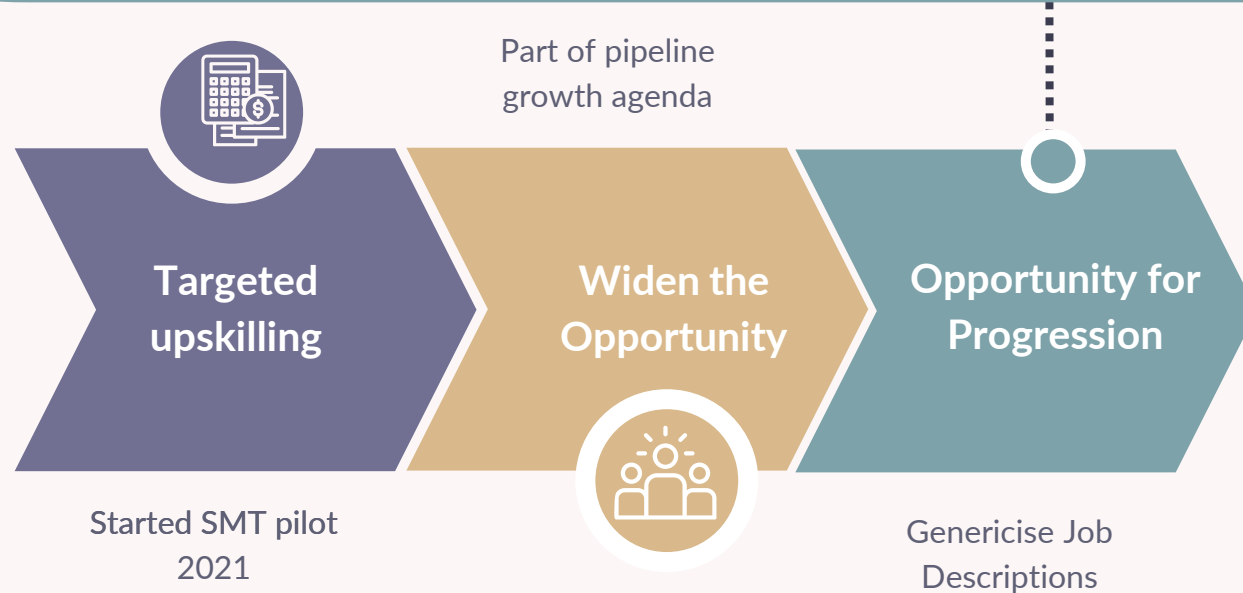 Part of pipeline
growth agenda
Targeted
upskilling
Widen the
Opportunity
Opportunity for
Progression
Started SMT pilot
2021
Genericise Job
Descriptions